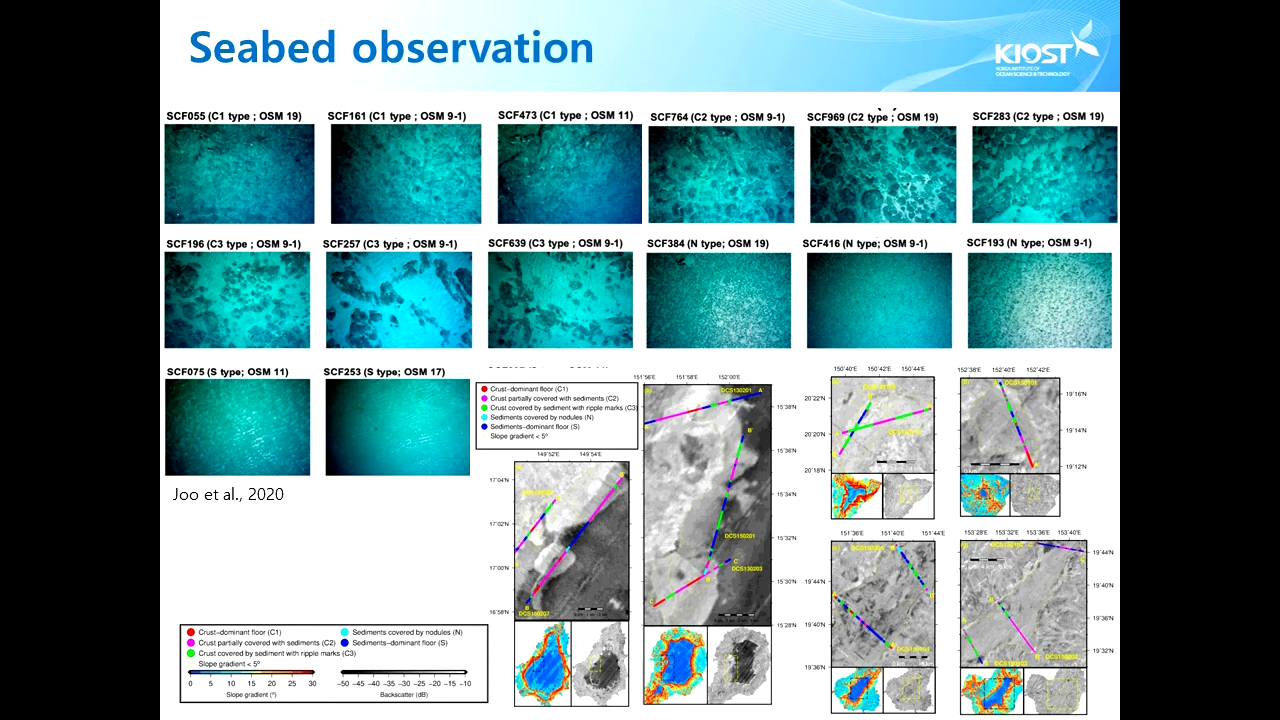 Seabed observation
KIOST
KOREA INSTITUTE OF
OCEAN SCIENCE & TECHNOLOGY
SCF055 (C1 type ; OSM 19)
SCF161 (C1 type ; OSM 9-1)
SCF473 (C1 type ; OSM 11)
SCF764 (C2 type ; OSM 9-1)
SCF969 (C2 type ; OSM 19)
SCF283 (C2 type ; OSM 19)
SCF196 (C3 type ; OSM 9-1)
SCF257 (C3 type ; OSM 9-1)
SCF639 (C3 type ; OSM 9-1)
SCF384 (N type; OSM 19)
SCF416 (N type; OSM 9-1)
SCF193 (N type; OSM 9-1)
SCF075 (S type; OSM 11)
SCF253 (S type; OSM 17)
Joo et al., 2020
Crust-dominant floor (C1)
Crust partially covered with sediments (C2)
Crust covered by sediment with ripple marks (C3)
Sediments covered by nodules (N)
Sediments-dominant floor (S)
Slope gradient < 5°
149°52'E 149°54'E
17°04'N
17°02'N
17°00'N
16°58'N
B
DCS160207
151°56'E 151°58'E 152°00'E
DCS130201 A'
B'
DCS150201
C'
DCS130203
B
C
15°38'N
15°36'N
15°34'N
15°32'N
15°30'N
15°28'N
150°40'E 150°42'E 150°44'E
20°22'N
20°20'N
20°18'N
152°38'E 152°40'E 152°42'E
19°16'N
19°14'N
19°12'N
151°36'E 151°40'E 151°44'E
19°44'N
19°40'N
19°36'N
153°28'E 153°32'E 153°36'E 153°40'E
19°44'N
19°40'N
19°36'N
19°32'N
Crust-dominant floor (C1)
Crust partially covered with sediments (C2)
Crust covered by sediment with ripple marks (C3)
Sediments covered by nodules (N)
Sediments-dominant floor (S)
Slope gradient < 5°
0 5 10 15 20 25 30
Slope gradient (°)
−50 −45 −40 −35 −30 −25 −20 −15 −10
Backscatter (dB)